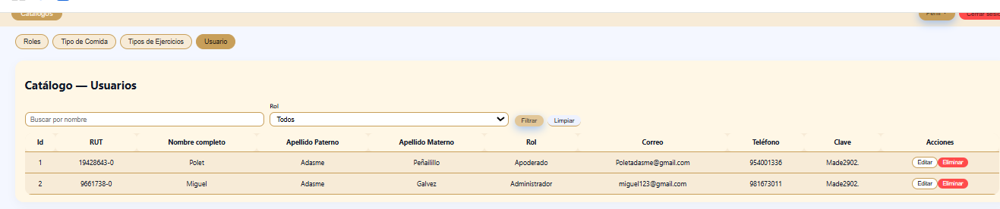 Catálogos Perfil Cerrar sesión
Roles Tipo de Comida Tipos de Ejercicios Usuario
Catálogo — Usuarios
Rol
Buscar por nombre Todos Filtrar Limpiar
Id RUT Nombre completo Apellido Paterno Apellido Materno Rol Correo Teléfono Clave Acciones
1 19428643-0 Polet Adasme Peñailillo Apoderado Poletadasme@gmail.com 954001336 Made2902. Editar Eliminar
2 9661738-0 Miguel Adasme Galvez Administrador miguel123@gmail.com 981673011 Made2902. Editar Eliminar